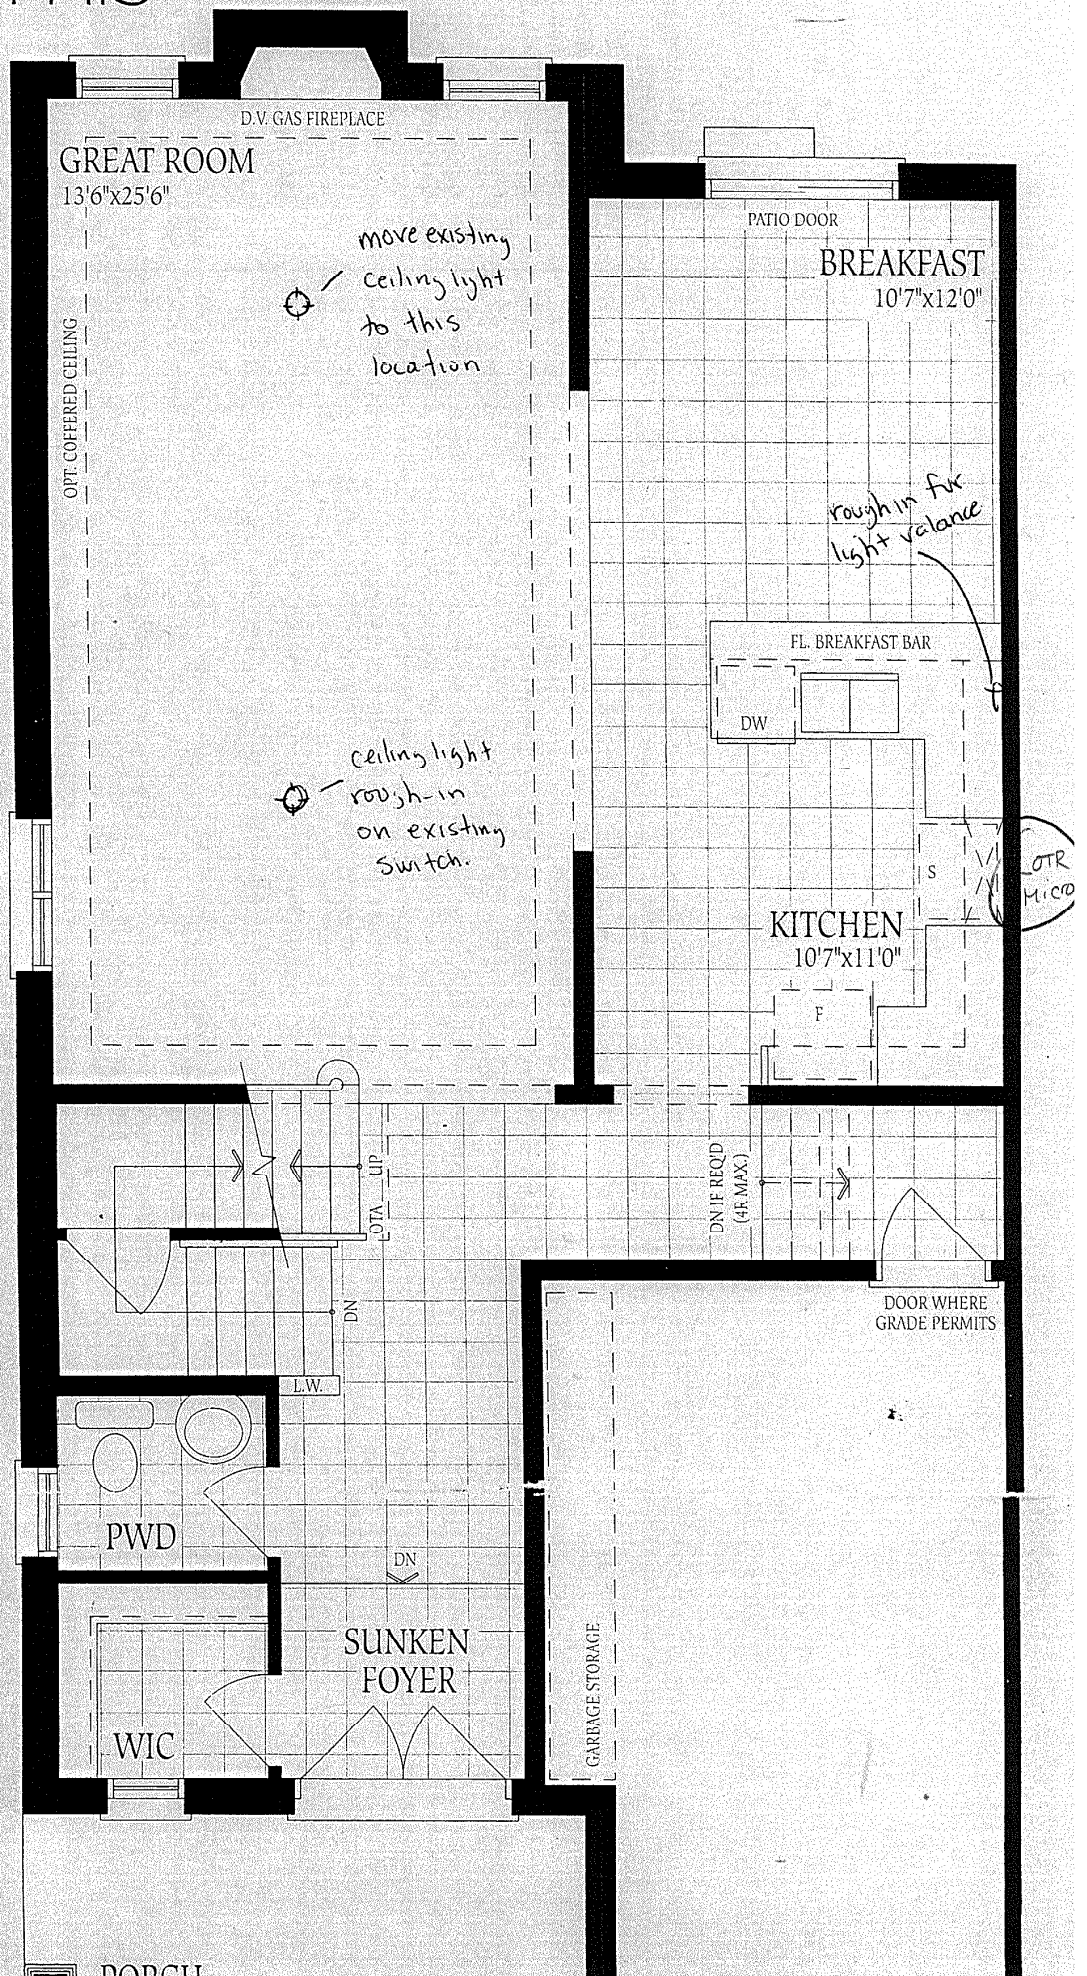 D.V. GAS FIREPLACE
GREAT ROOM
13'6"x25'6"
move existing
ceiling light
to this
location
OPT. COFFERED CEILING
PATIO DOOR
BREAKFAST
10'7"x12'0"
rough in for
light valance
FL. BREAKFAST BAR
DW
ceiling light
rough-in
on existing
switch.
S
OTR
Micro
KITCHEN
10'7"x11'0"
F
UP
OTA
DN IF REQ'D
(4R MAX.)
DN
DOOR WHERE
GRADE PERMITS
L.W.
PWD
DN
SUNKEN
FOYER
GARBAGE STORAGE
WIC
PORCH